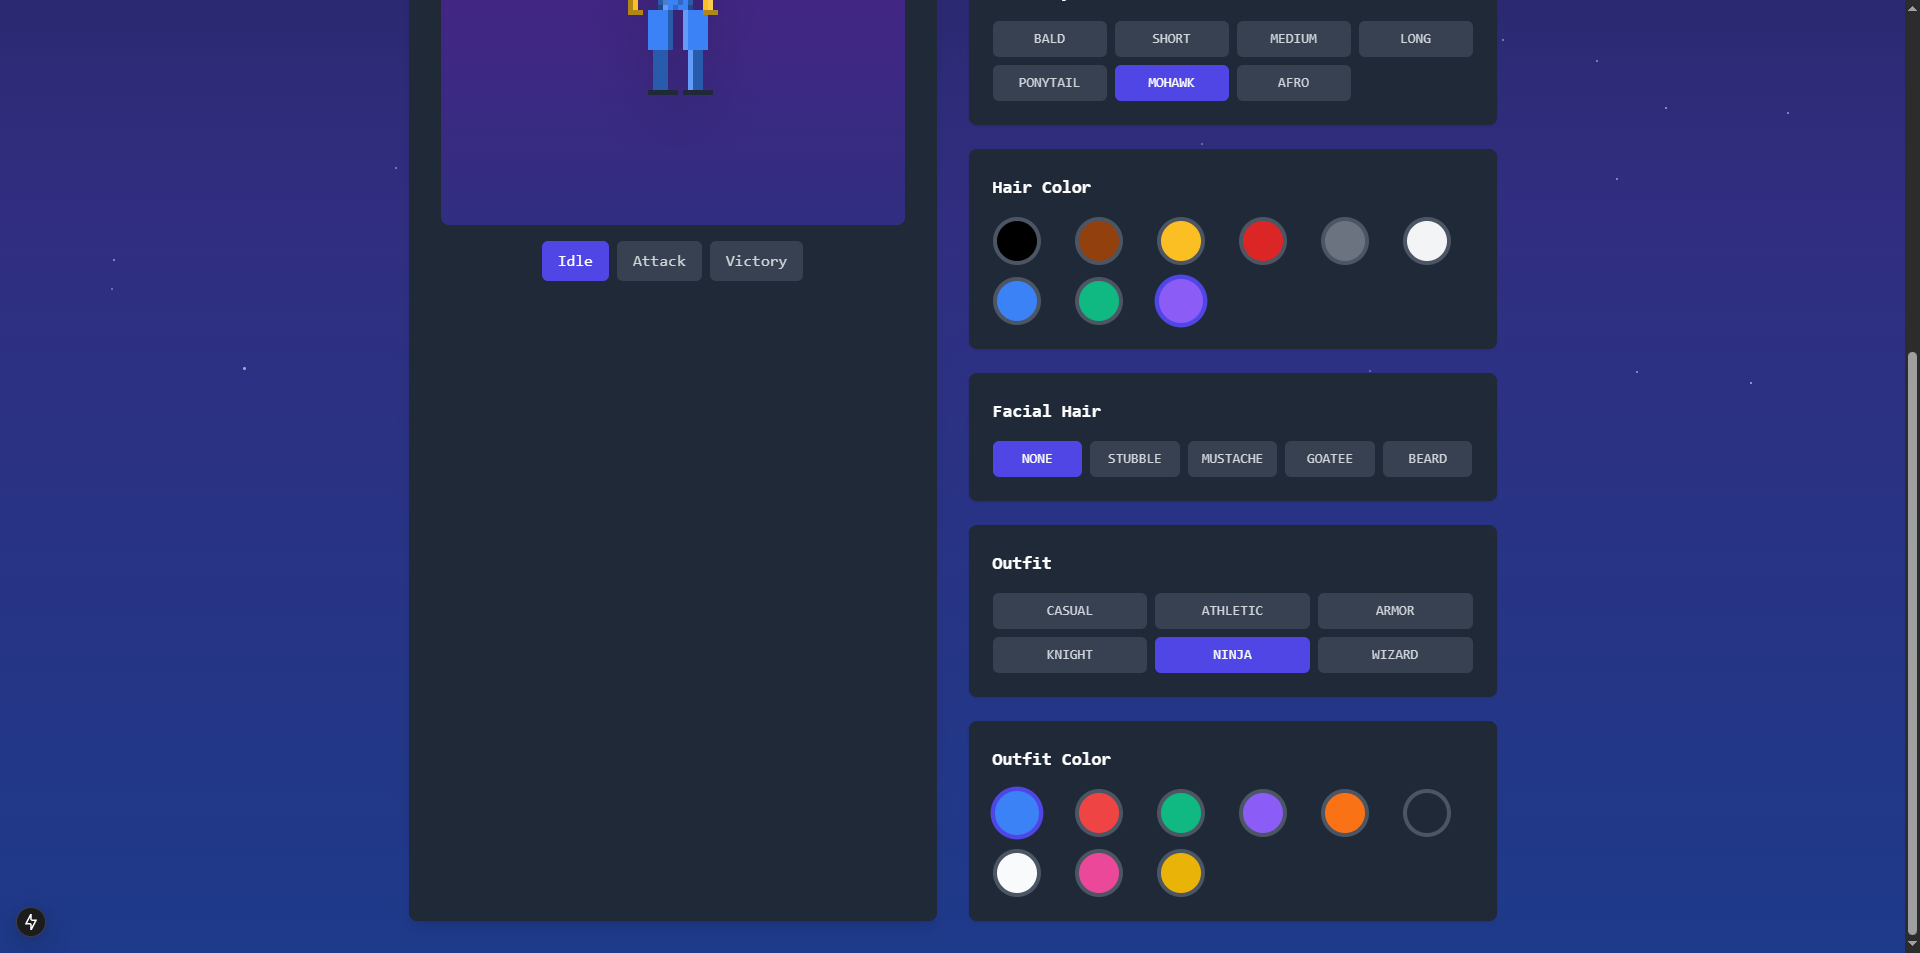 Idle Attack Victory
BALD SHORT MEDIUM LONG
PONYTAIL MOHAWK AFRO
Hair Color
Facial Hair
NONE STUBBLE MUSTACHE GOATEE BEARD
Outfit
CASUAL ATHLETIC ARMOR
KNIGHT NINJA WIZARD
Outfit Color